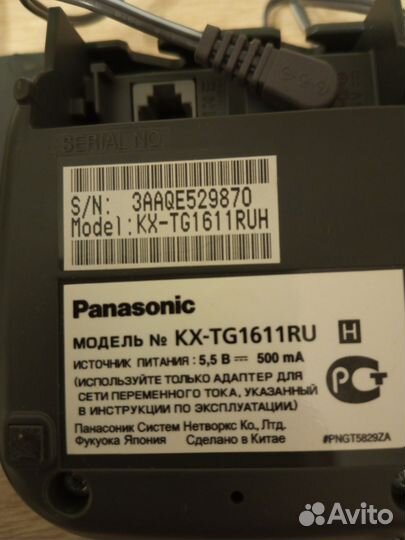 SERIAL NO.
S/N: 3AAQE529870
Model:KX-TG1611RUH
Panasonic
МОДЕЛЬ № KX-TG1611RU H
ИСТОЧНИК ПИТАНИЯ : 5,5 В ⎓ 500 mA
(ИСПОЛЬЗУЙТЕ ТОЛЬКО АДАПТЕР ДЛЯ
СЕТИ ПЕРЕМЕННОГО ТОКА, УКАЗАННЫЙ
В ИНСТРУКЦИИ ПО ЭКСПЛУАТАЦИИ.)
Панасоник Систем Нетворкс Ко., Лтд.
Фукуока Япония Сделано в Китае
#PNGT5829ZA
РСТ
Avito